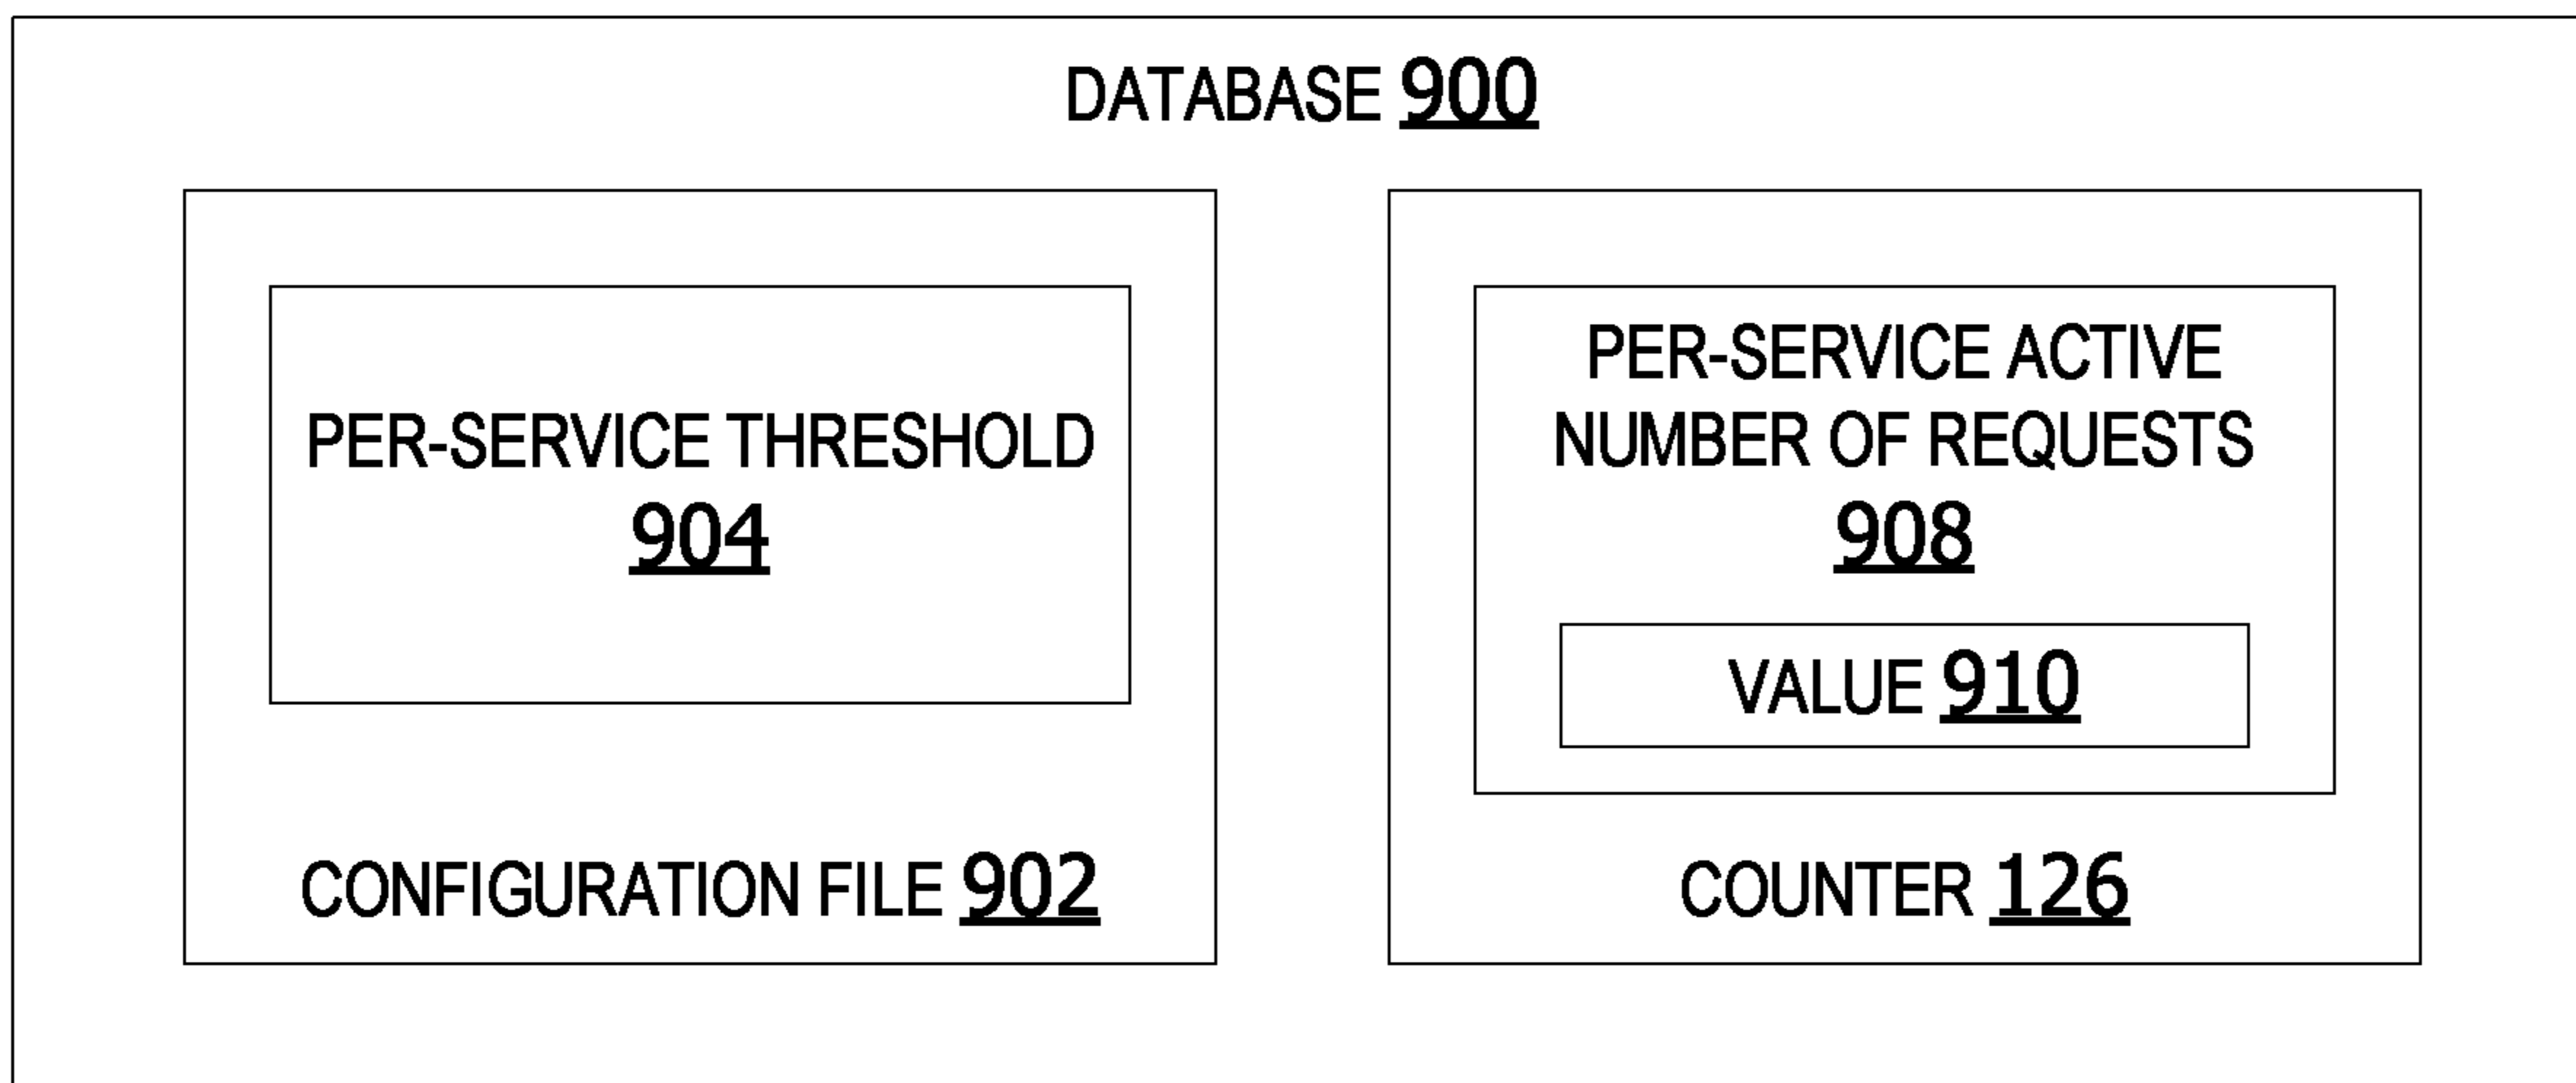 DATABASE 900
PER-SERVICE THRESHOLD
904
CONFIGURATION FILE 902
PER-SERVICE ACTIVE
NUMBER OF REQUESTS
908
VALUE 910
COUNTER 126